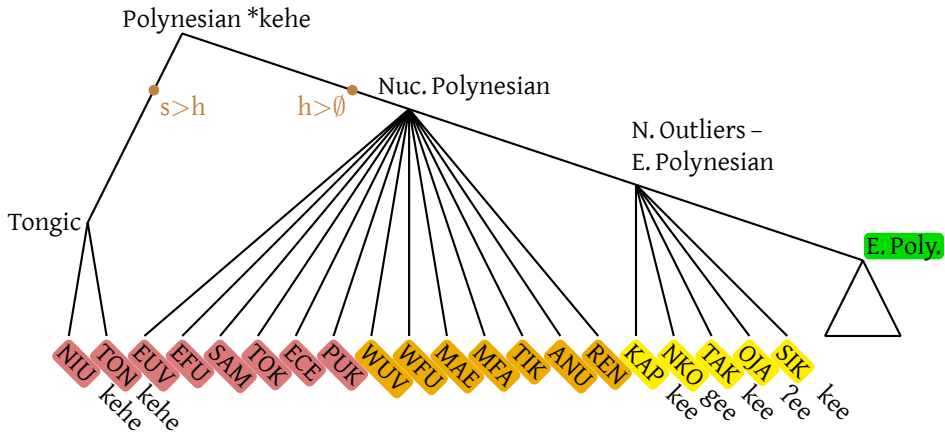 Polynesian *kehe
Nuc. Polynesian
s>h
h>∅
N. Outliers –
E. Polynesian
Tongic
E. Poly.
NIU
TON
EUV
EFU
SAM
TOK
ECE
PUK
WUV
WFU
MAE
MFA
TIK
ANU
REN
KAP
NKO
TAK
OJA
SIK
kehe
kehe
kee
gee
kee
ʔee
kee